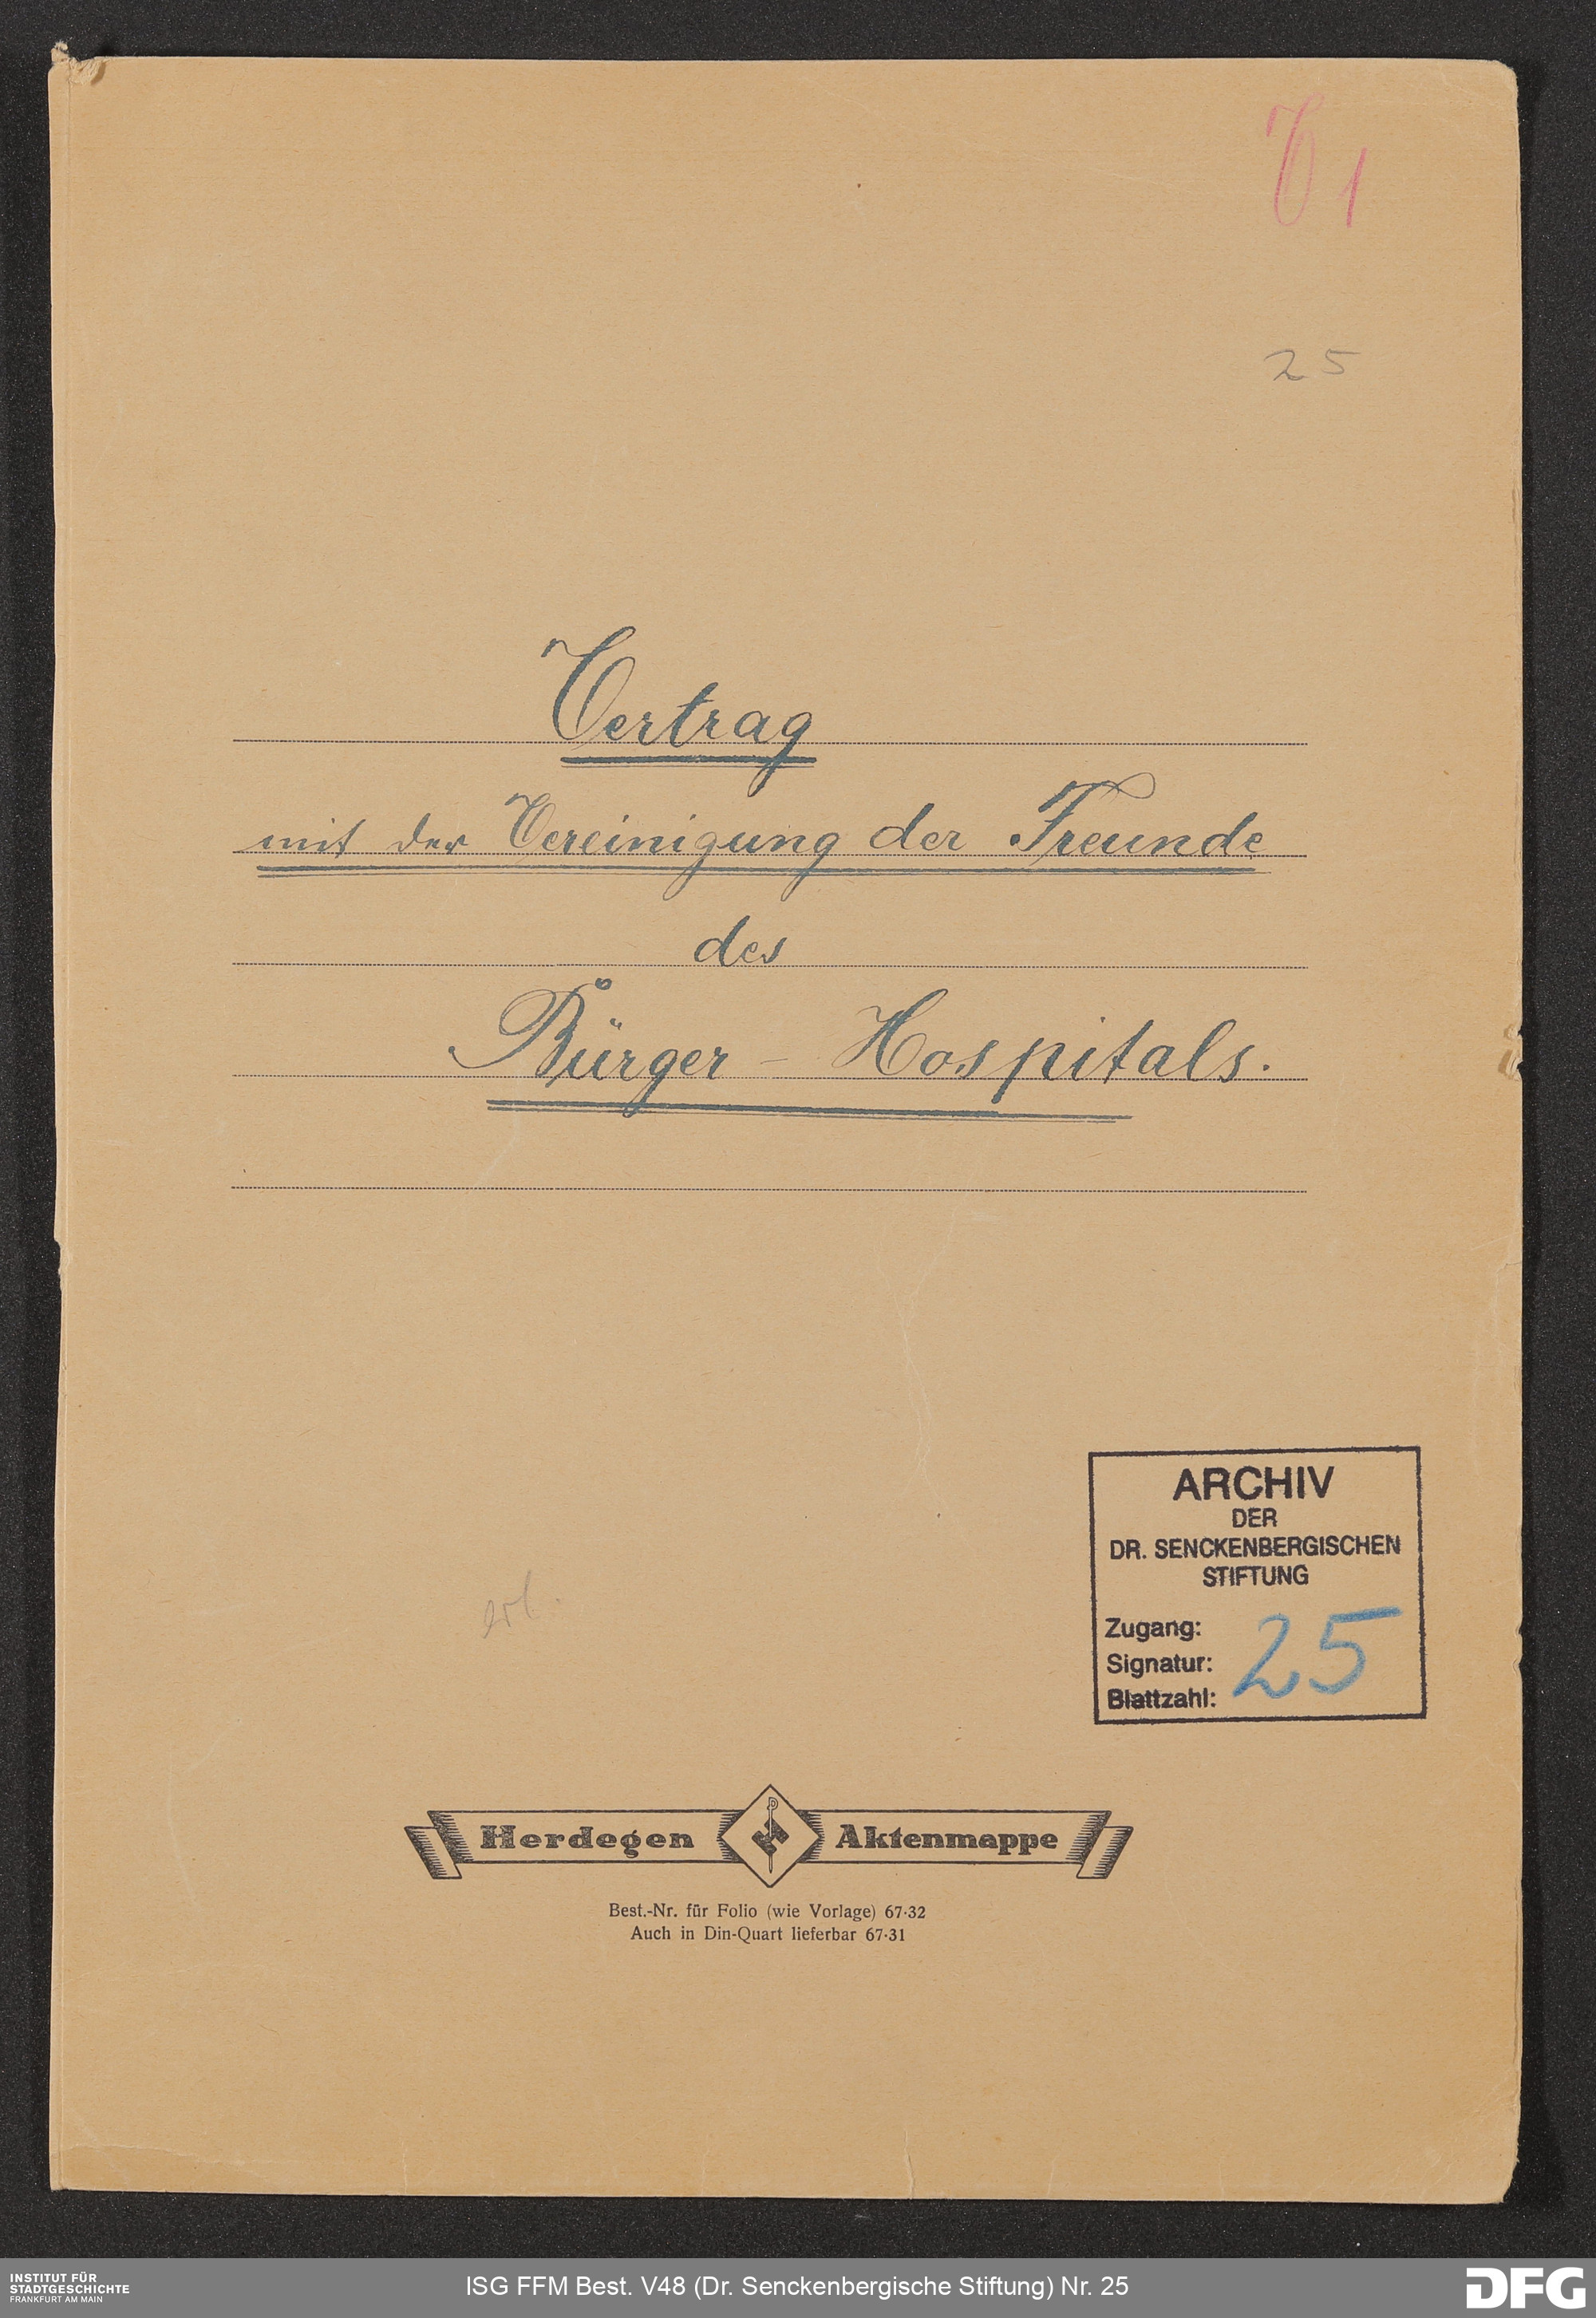 V 1
25
Vertrag
mit der Vereinigung der Freunde
des
Bürger - Hospitals.
ARCHIV
DER
DR. SENCKENBERGISCHEN
STIFTUNG
Zugang:
Signatur:
Blattzahl:
25
erl.
Herdegen Aktenmappe
Best.-Nr. für Folio (wie Vorlage) 67·32
Auch in Din-Quart lieferbar 67·31
INSTITUT FÜR
STADTGESCHICHTE
FRANKFURT AM MAIN
ISG FFM Best. V48 (Dr. Senckenbergische Stiftung) Nr. 25
DFG